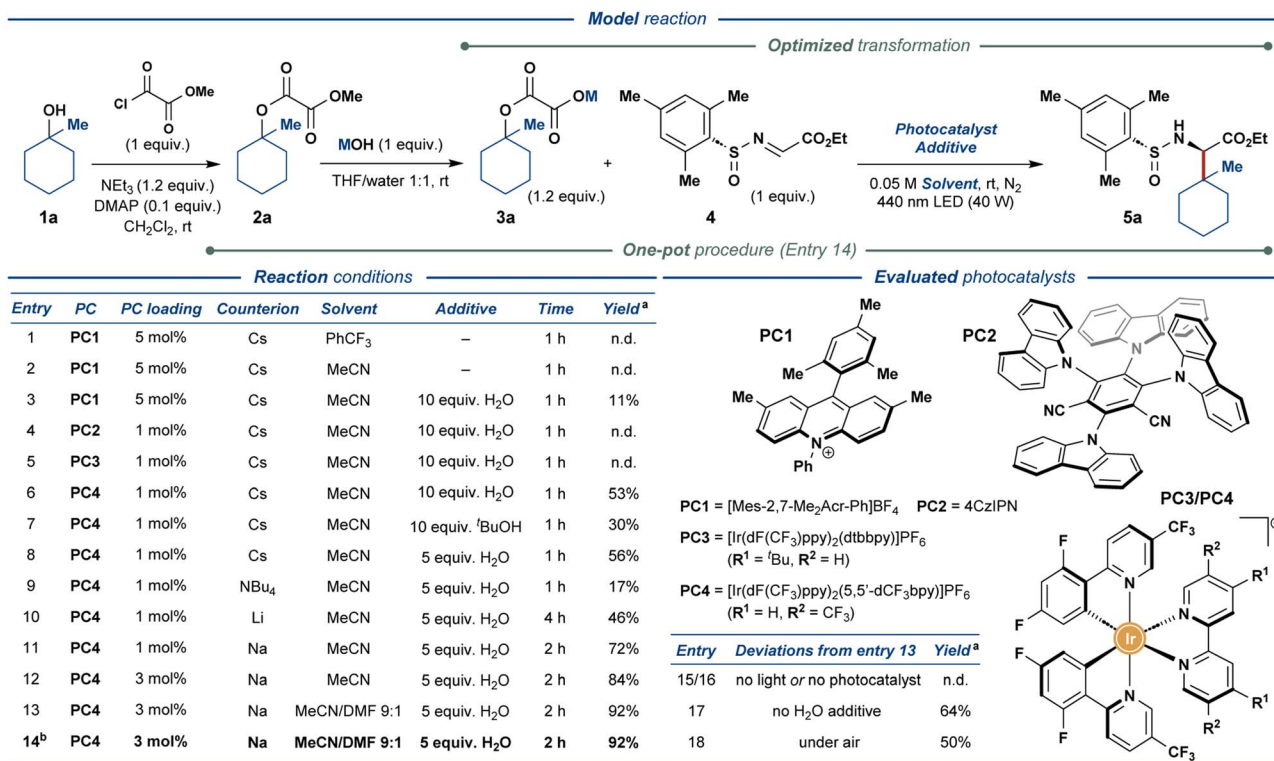 Model reaction
Optimized transformation
OH
Me
1a
O
Cl
OMe
O
(1 equiv.)
NEt3 (1.2 equiv.)
DMAP (0.1 equiv.)
CH2Cl2, rt
O
OMe
O
O
Me
2a
MOH (1 equiv.)
THF/water 1:1, rt
O
OM
O
O
Me
(1.2 equiv.)
3a
+
Me
Me
N
CO2Et
S
O
Me
(1 equiv.)
4
Photocatalyst
Additive
0.05 M Solvent, rt, N2
440 nm LED (40 W)
Me
Me
H
N
CO2Et
S
O
Me
Me
5a
One-pot procedure (Entry 14)
Reaction conditions
Entry PC PC loading Counterion Solvent Additive Time Yield a
1 PC1 5 mol% Cs PhCF3 – 1 h n.d.
2 PC1 5 mol% Cs MeCN – 1 h n.d.
3 PC1 5 mol% Cs MeCN 10 equiv. H2O 1 h 11%
4 PC2 1 mol% Cs MeCN 10 equiv. H2O 1 h n.d.
5 PC3 1 mol% Cs MeCN 10 equiv. H2O 1 h n.d.
6 PC4 1 mol% Cs MeCN 10 equiv. H2O 1 h 53%
7 PC4 1 mol% Cs MeCN 10 equiv. tBuOH 1 h 30%
8 PC4 1 mol% Cs MeCN 5 equiv. H2O 1 h 56%
9 PC4 1 mol% NBu4 MeCN 5 equiv. H2O 1 h 17%
10 PC4 1 mol% Li MeCN 5 equiv. H2O 4 h 46%
11 PC4 1 mol% Na MeCN 5 equiv. H2O 2 h 72%
12 PC4 3 mol% Na MeCN 5 equiv. H2O 2 h 84%
13 PC4 3 mol% Na MeCN/DMF 9:1 5 equiv. H2O 2 h 92%
14b PC4 3 mol% Na MeCN/DMF 9:1 5 equiv. H2O 2 h 92%
Evaluated photocatalysts
PC1
Me
Me
Me
Me
Me
N
⊕
Ph
PC2
N
N
N
NC
CN
N
PC1 = [Mes-2,7-Me2Acr-Ph]BF4 PC2 = 4CzIPN
PC3 = [Ir(dF(CF3)ppy)2(dtbbpy)]PF6
(R1 = tBu, R2 = H)
PC4 = [Ir(dF(CF3)ppy)2(5,5'-dCF3bpy)]PF6
(R1 = H, R2 = CF3)
Entry Deviations from entry 13 Yield a
15/16 no light or no photocatalyst n.d.
17 no H2O additive 64%
18 under air 50%
PC3/PC4
CF3
F
R2
R1
N
N
F
Ir
F
N
N
R1
R2
F
CF3